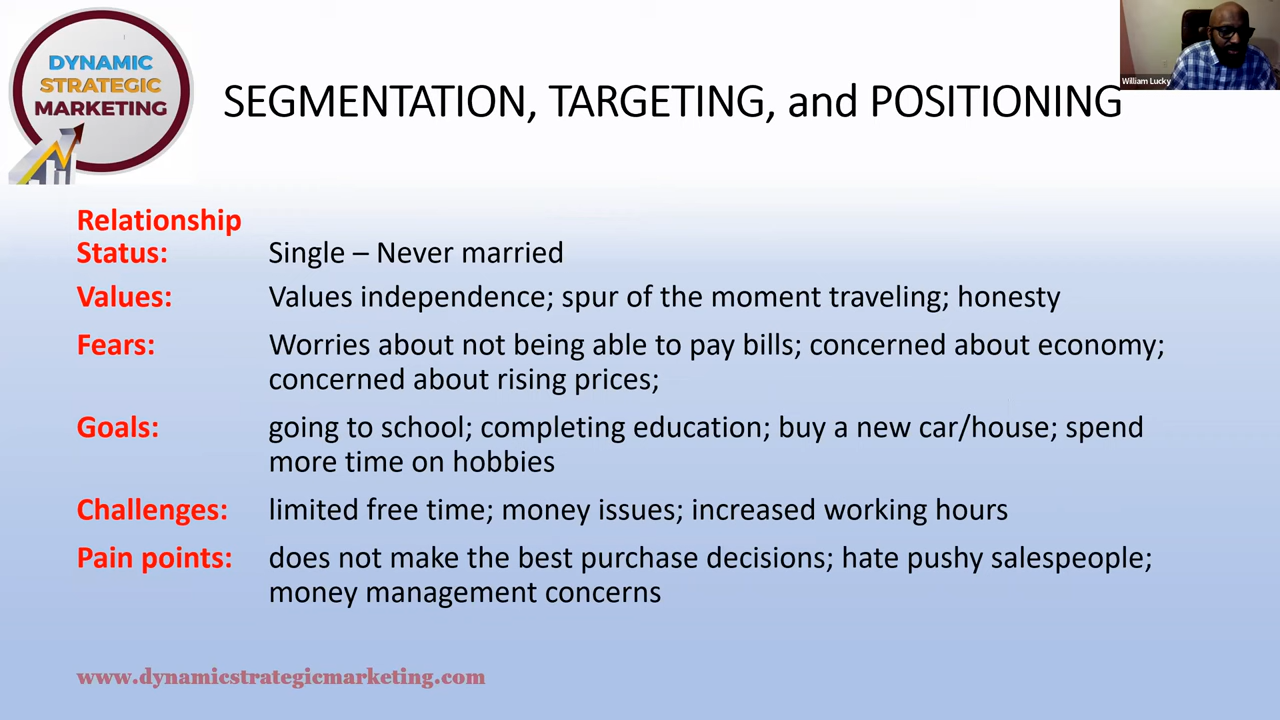 DYNAMIC
STRATEGIC
MARKETING
SEGMENTATION, TARGETING, and POSITIONING
William Lucky
Relationship
Status: Single – Never married
Values: Values independence; spur of the moment traveling; honesty
Fears: Worries about not being able to pay bills; concerned about economy;
concerned about rising prices;
Goals: going to school; completing education; buy a new car/house; spend
more time on hobbies
Challenges: limited free time; money issues; increased working hours
Pain points: does not make the best purchase decisions; hate pushy salespeople;
money management concerns
www.dynamicstrategicmarketing.com